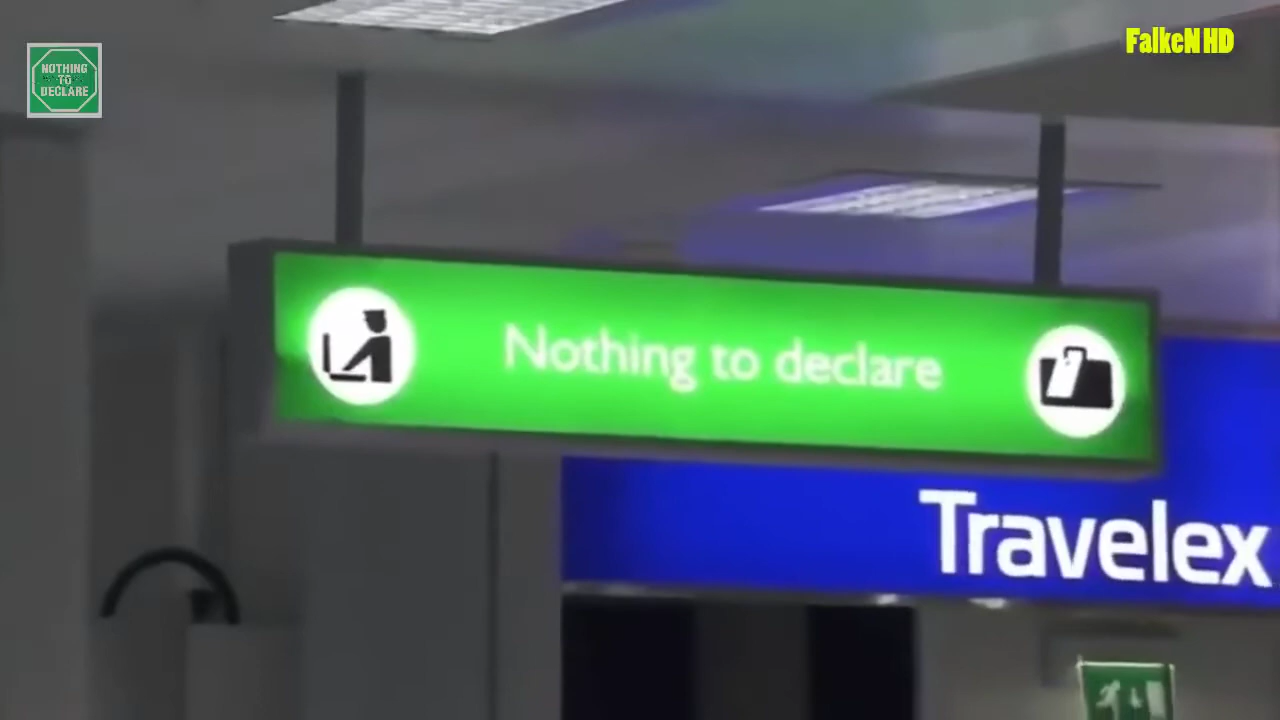 FalkeN HD
NOTHING
TO
DECLARE
Nothing to declare
Travelex